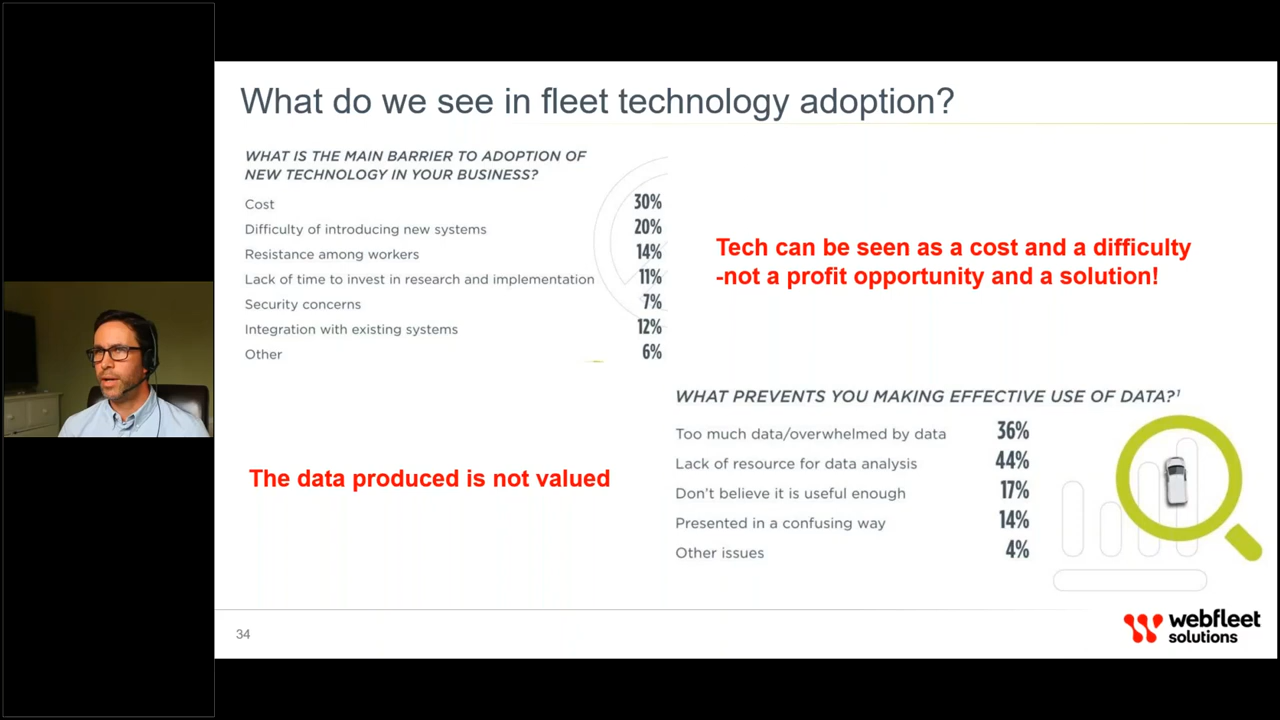 What do we see in fleet technology adoption?
WHAT IS THE MAIN BARRIER TO ADOPTION OF
NEW TECHNOLOGY IN YOUR BUSINESS?
Cost 30%
Difficulty of introducing new systems 20%
Resistance among workers 14%
Lack of time to invest in research and implementation 11%
Security concerns 7%
Integration with existing systems 12%
Other 6%
Tech can be seen as a cost and a difficulty
-not a profit opportunity and a solution!
The data produced is not valued
WHAT PREVENTS YOU MAKING EFFECTIVE USE OF DATA?¹
Too much data/overwhelmed by data 36%
Lack of resource for data analysis 44%
Don't believe it is useful enough 17%
Presented in a confusing way 14%
Other issues 4%
34
webfleet
solutions